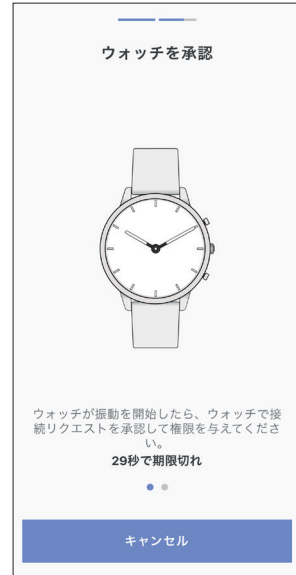 ウォッチを承認
ウォッチが振動を開始したら、ウォッチで接
続リクエストを承認して権限を与えてくださ
い。
29秒で期限切れ
キャンセル